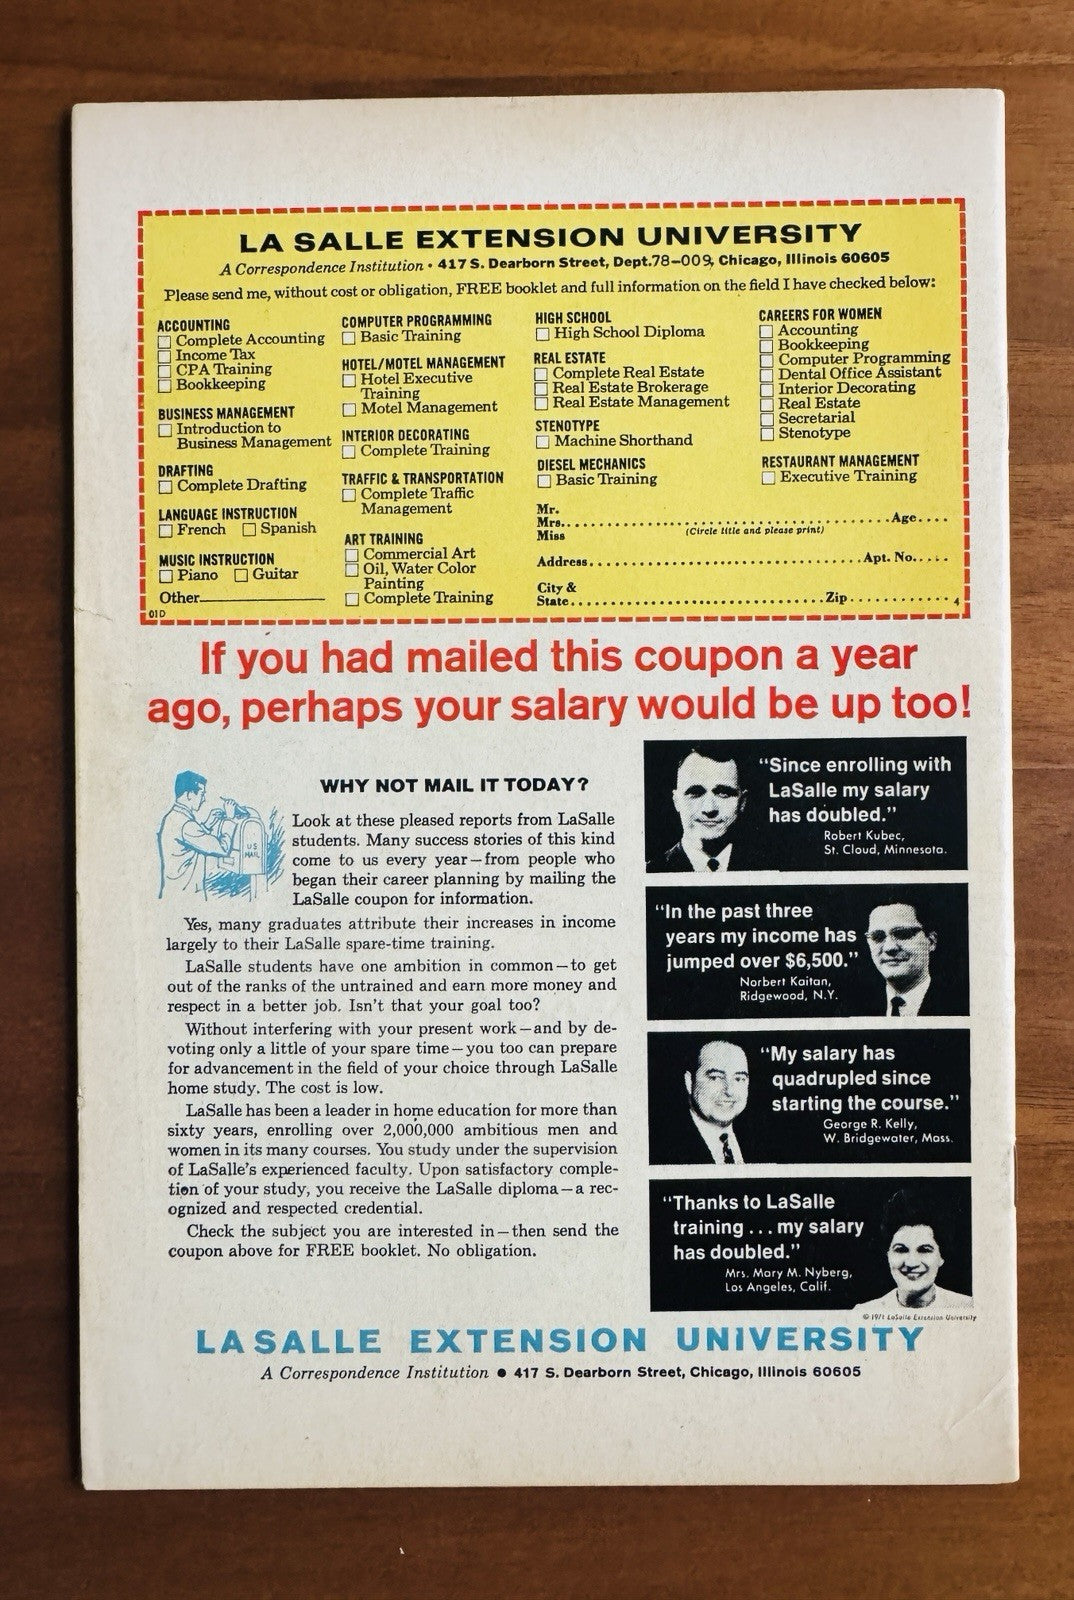 LA SALLE EXTENSION UNIVERSITY
A Correspondence Institution • 417 S. Dearborn Street, Dept.78-009, Chicago, Illinois 60605
Please send me, without cost or obligation, FREE booklet and full information on the field I have checked below:
ACCOUNTING
Complete Accounting
Income Tax
CPA Training
Bookkeeping
BUSINESS MANAGEMENT
Introduction to
Business Management
DRAFTING
Complete Drafting
LANGUAGE INSTRUCTION
French Spanish
MUSIC INSTRUCTION
Piano Guitar
Other
01D
COMPUTER PROGRAMMING
Basic Training
HOTEL/MOTEL MANAGEMENT
Hotel Executive
Training
Motel Management
INTERIOR DECORATING
Complete Training
TRAFFIC & TRANSPORTATION
Complete Traffic
Management
ART TRAINING
Commercial Art
Oil, Water Color
Painting
Complete Training
HIGH SCHOOL
High School Diploma
REAL ESTATE
Complete Real Estate
Real Estate Brokerage
Real Estate Management
STENOTYPE
Machine Shorthand
DIESEL MECHANICS
Basic Training
CAREERS FOR WOMEN
Accounting
Bookkeeping
Computer Programming
Dental Office Assistant
Interior Decorating
Real Estate
Secretarial
Stenotype
RESTAURANT MANAGEMENT
Executive Training
Mr.
Mrs. Age
Miss (Circle title and please print)
Address Apt. No.
City &
State Zip 4
If you had mailed this coupon a year
ago, perhaps your salary would be up too!
WHY NOT MAIL IT TODAY?
U S
MAIL
Look at these pleased reports from LaSalle
students. Many success stories of this kind
come to us every year—from people who
began their career planning by mailing the
LaSalle coupon for information.
Yes, many graduates attribute their increases in income
largely to their LaSalle spare-time training.
LaSalle students have one ambition in common—to get
out of the ranks of the untrained and earn more money and
respect in a better job. Isn't that your goal too?
Without interfering with your present work—and by de-
voting only a little of your spare time—you too can prepare
for advancement in the field of your choice through LaSalle
home study. The cost is low.
LaSalle has been a leader in home education for more than
sixty years, enrolling over 2,000,000 ambitious men and
women in its many courses. You study under the supervision
of LaSalle's experienced faculty. Upon satisfactory comple-
tion of your study, you receive the LaSalle diploma—a rec-
ognized and respected credential.
Check the subject you are interested in—then send the
coupon above for FREE booklet. No obligation.
"Since enrolling with
LaSalle my salary
has doubled."
Robert Kubec,
St. Cloud, Minnesota.
"In the past three
years my income has
jumped over $6,500."
Norbert Kaitan,
Ridgewood, N.Y.
"My salary has
quadrupled since
starting the course."
George R. Kelly,
W. Bridgewater, Mass.
"Thanks to LaSalle
training . . . my salary
has doubled."
Mrs. Mary M. Nyberg,
Los Angeles, Calif.
© 1971 LaSalle Extension University
LASALLE EXTENSION UNIVERSITY
A Correspondence Institution • 417 S. Dearborn Street, Chicago, Illinois 60605